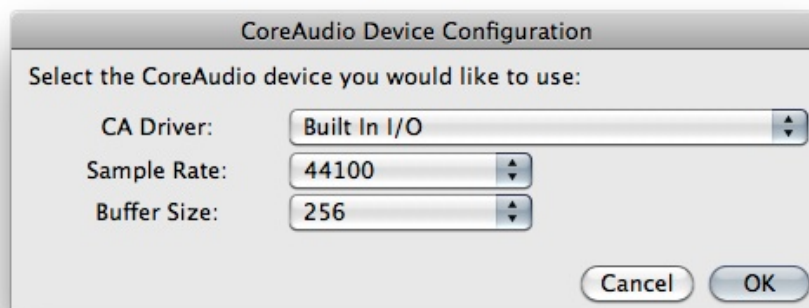 CoreAudio Device Configuration
Select the CoreAudio device you would like to use:
CA Driver: Built In I/O
Sample Rate: 44100
Buffer Size: 256
Cancel OK